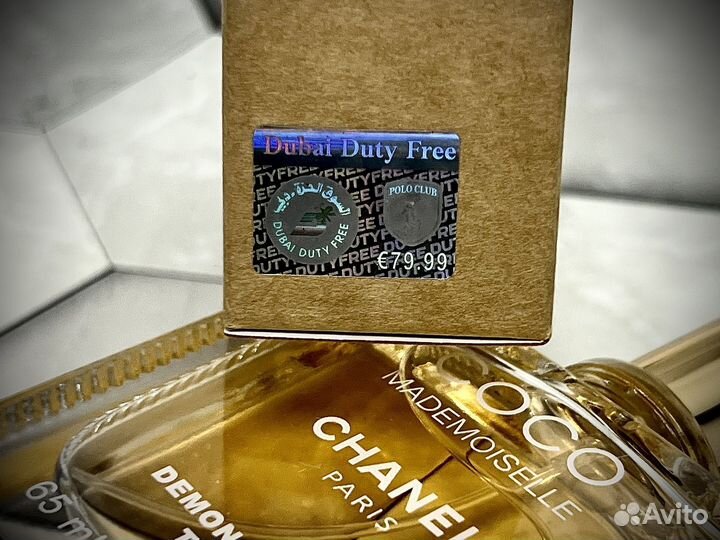 Dubai Duty Free
السوق الحرة دبي
DUBAI DUTY FREE
POLO CLUB
€79.99
COCO
MADEMOISELLE
CHANEL
PARIS
DEMON
T
65 ml
Avito